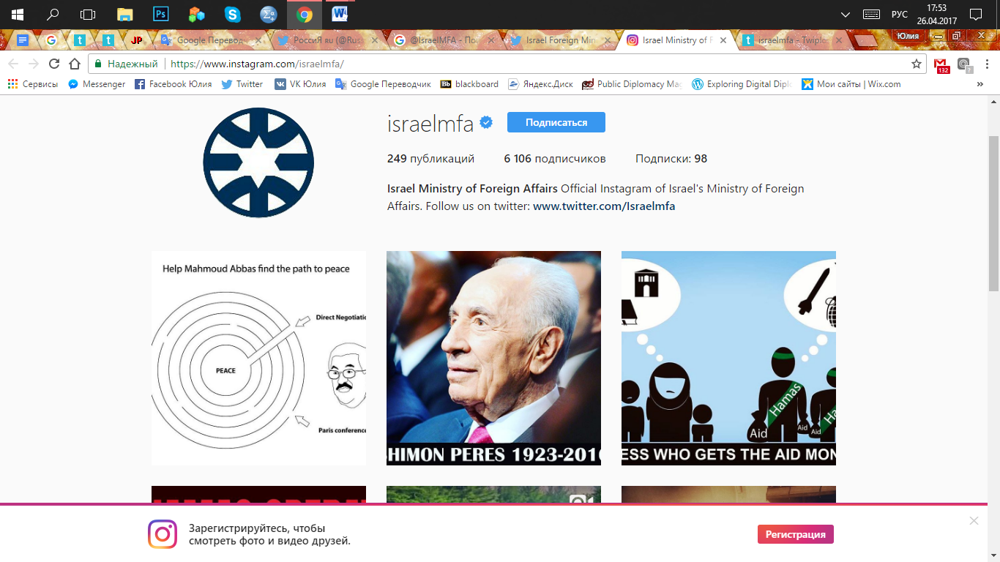 РУС
17:53
26.04.2017
Google Перевод
РоссиЯ ru (@Rus
@IsraelMFA - По
Israel Foreign Min
Israel Ministry of F
israelmfa - Twiplo
Юлия
Надежный
https://www.instagram.com/israelmfa/
132
Сервисы
Messenger
Facebook Юлия
Twitter
VK Юлия
Google Переводчик
blackboard
Яндекс.Диск
Public Diplomacy Mag
Exploring Digital Dipl
Мои сайты | Wix.com
israelmfa
Подписаться
249 публикаций
6 106 подписчиков
Подписки: 98
Israel Ministry of Foreign Affairs Official Instagram of Israel's Ministry of Foreign
Affairs. Follow us on twitter: www.twitter.com/Israelmfa
Help Mahmoud Abbas find the path to peace
Direct Negotiatio
PEACE
Paris conference
SHIMON PERES 1923-2016
Hamas
Ha
Aid
Aid
Aid
ESS WHO GETS THE AID MON
Зарегистрируйтесь, чтобы
смотреть фото и видео друзей.
Регистрация